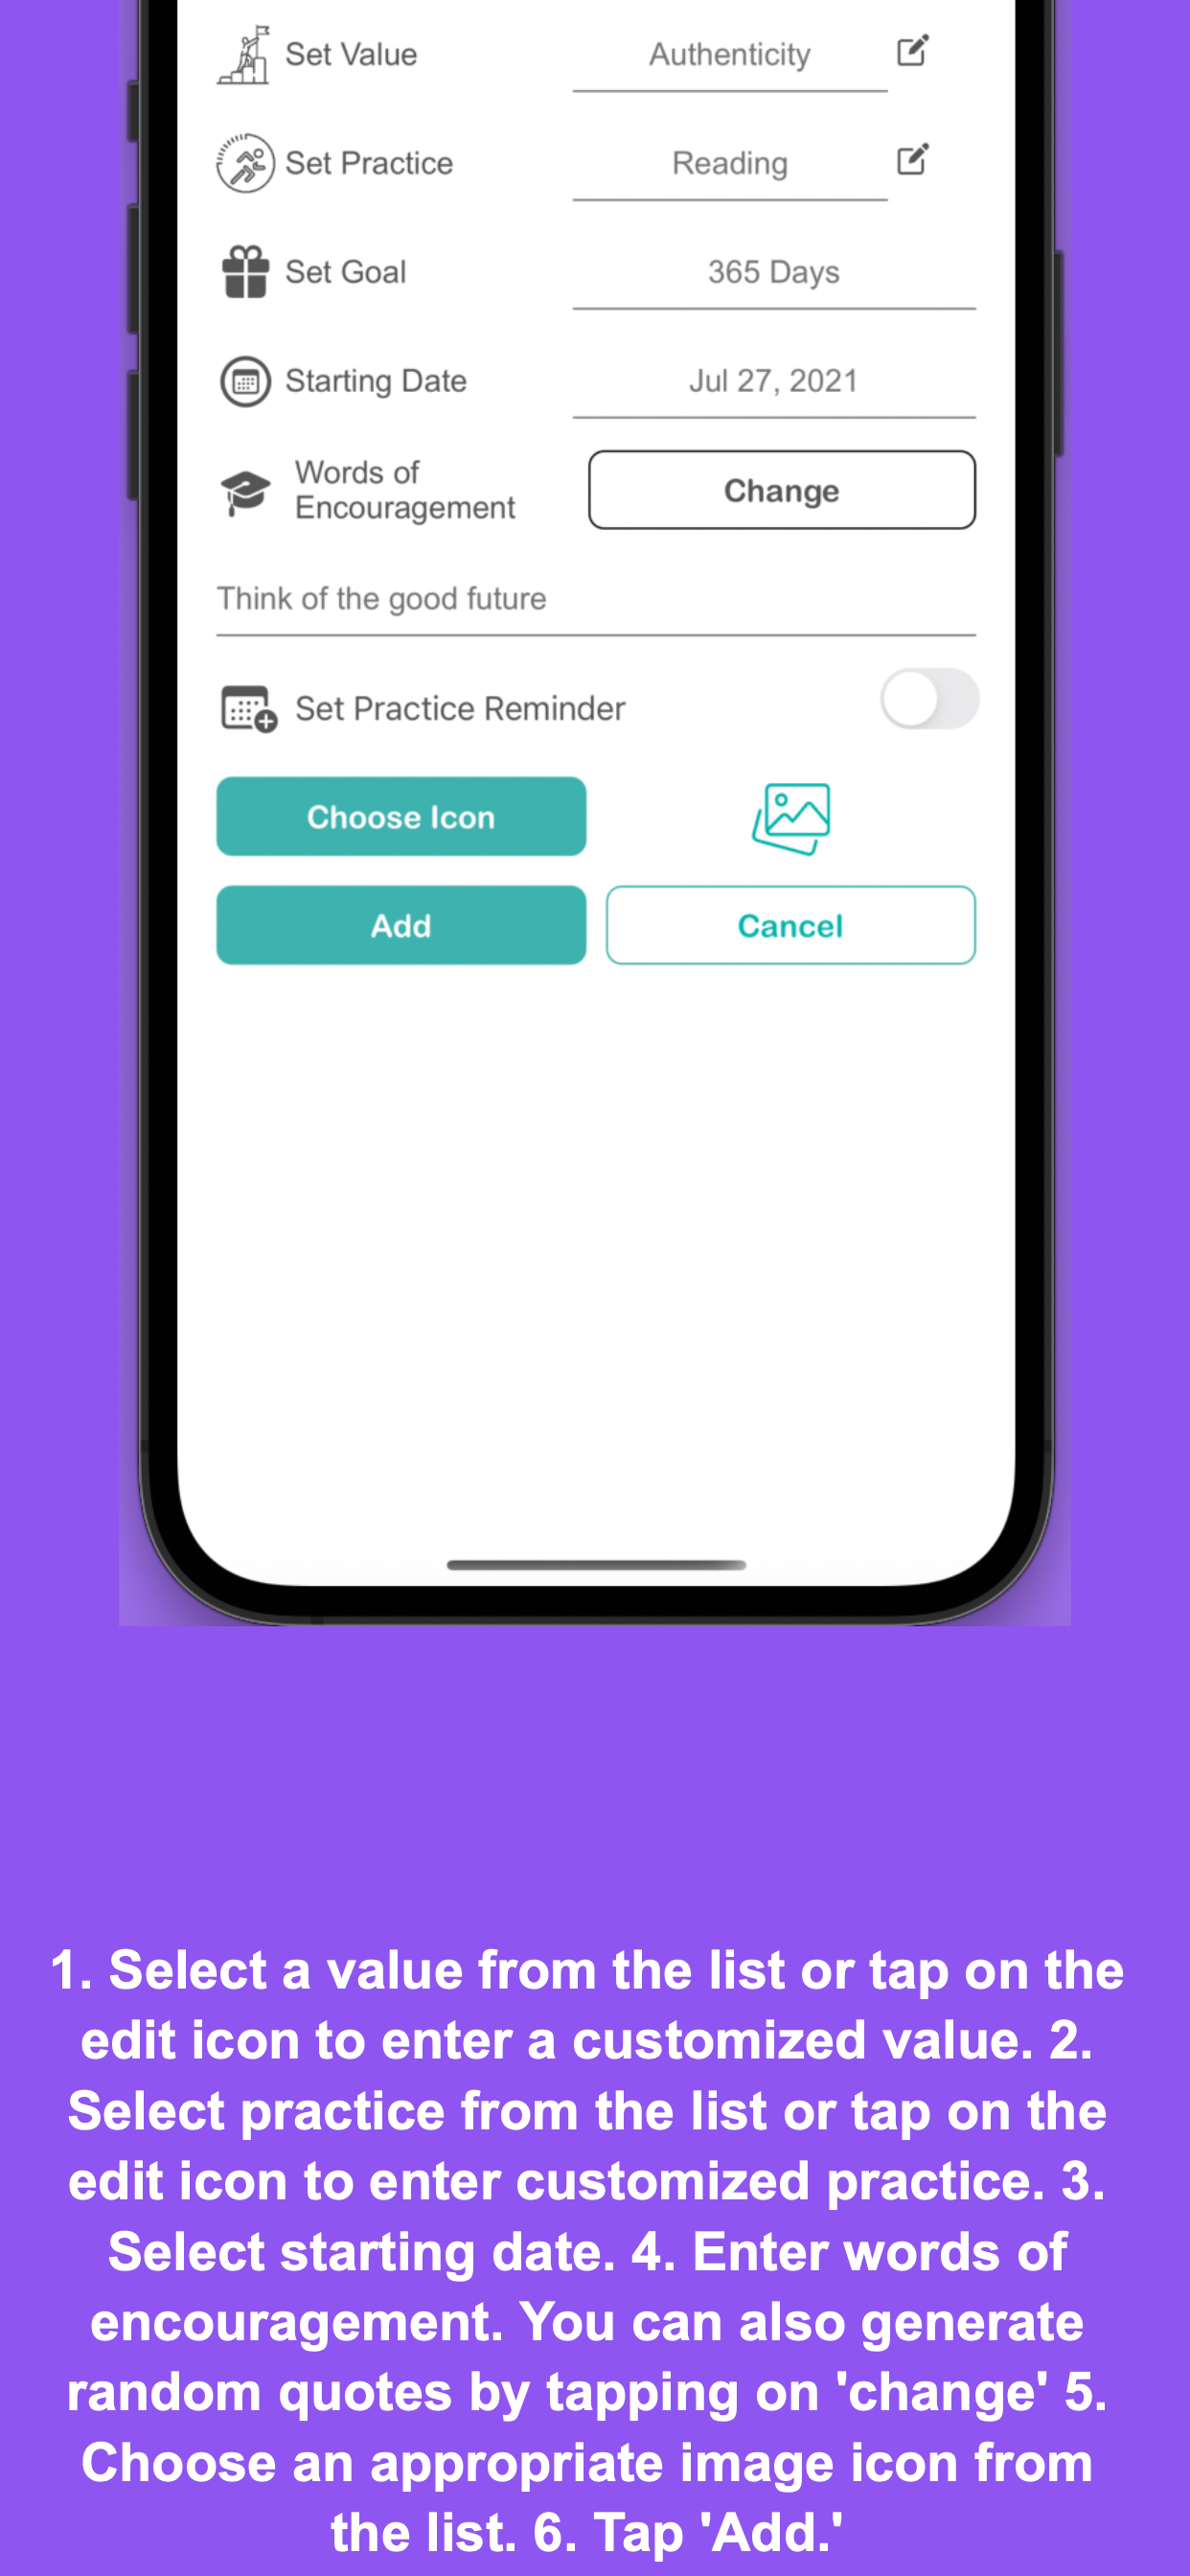 Set Value Authenticity
Set Practice Reading
Set Goal 365 Days
Starting Date Jul 27, 2021
Words of
Encouragement
Change
Think of the good future
Set Practice Reminder
Choose Icon
Add Cancel
1. Select a value from the list or tap on the
edit icon to enter a customized value. 2.
Select practice from the list or tap on the
edit icon to enter customized practice. 3.
Select starting date. 4. Enter words of
encouragement. You can also generate
random quotes by tapping on 'change' 5.
Choose an appropriate image icon from
the list. 6. Tap 'Add.'